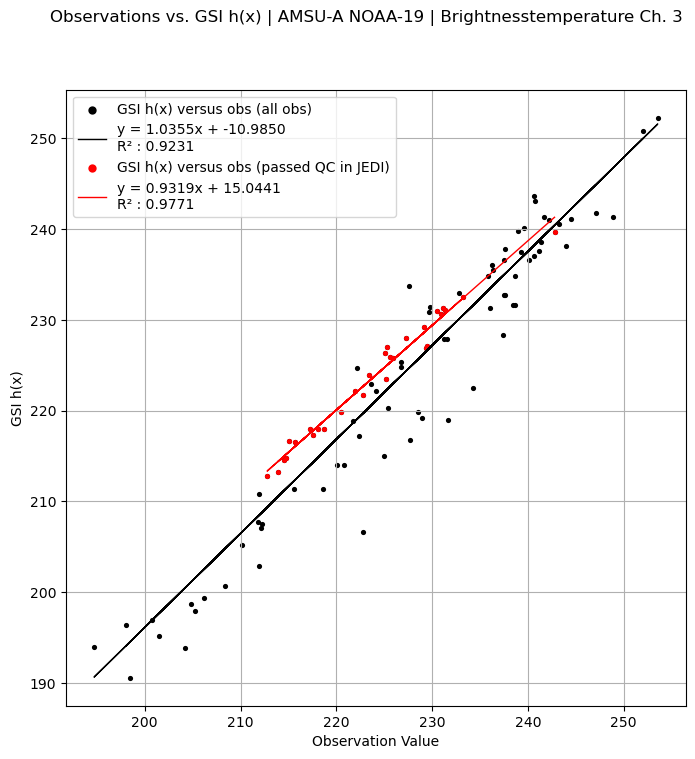 Observations vs. GSI h(x) | AMSU-A NOAA-19 | Brightnesstemperature Ch. 3
GSI h(x) versus obs (all obs)
y = 1.0355x + -10.9850
R² : 0.9231
GSI h(x) versus obs (passed QC in JEDI)
y = 0.9319x + 15.0441
R² : 0.9771
250
240
230
220
210
200
190
GSI h(x)
200
210
220
230
240
250
Observation Value